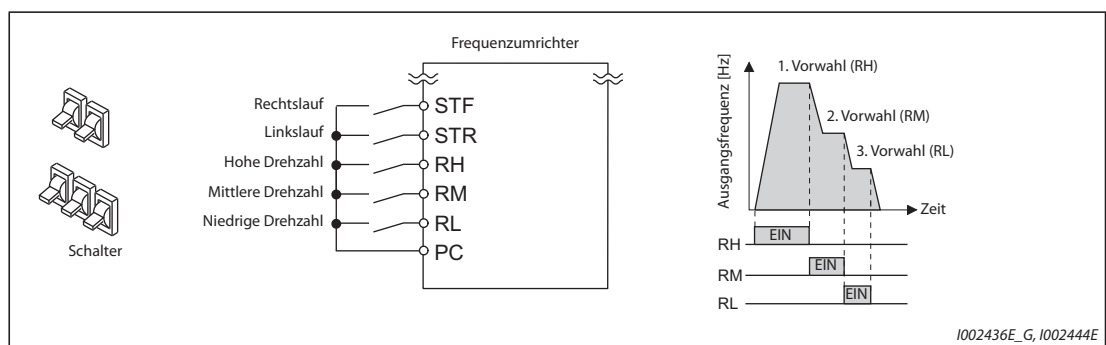 Frequenzumrichter
Rechtslauf
STF
Linkslauf
STR
Hohe Drehzahl
RH
Mittlere Drehzahl
RM
Niedrige Drehzahl
RL
PC
Schalter
Ausgangsfrequenz [Hz]
1. Vorwahl (RH)
2. Vorwahl (RM)
3. Vorwahl (RL)
Zeit
RH
EIN
RM
EIN
RL
EIN
I002436E_G, I002444E